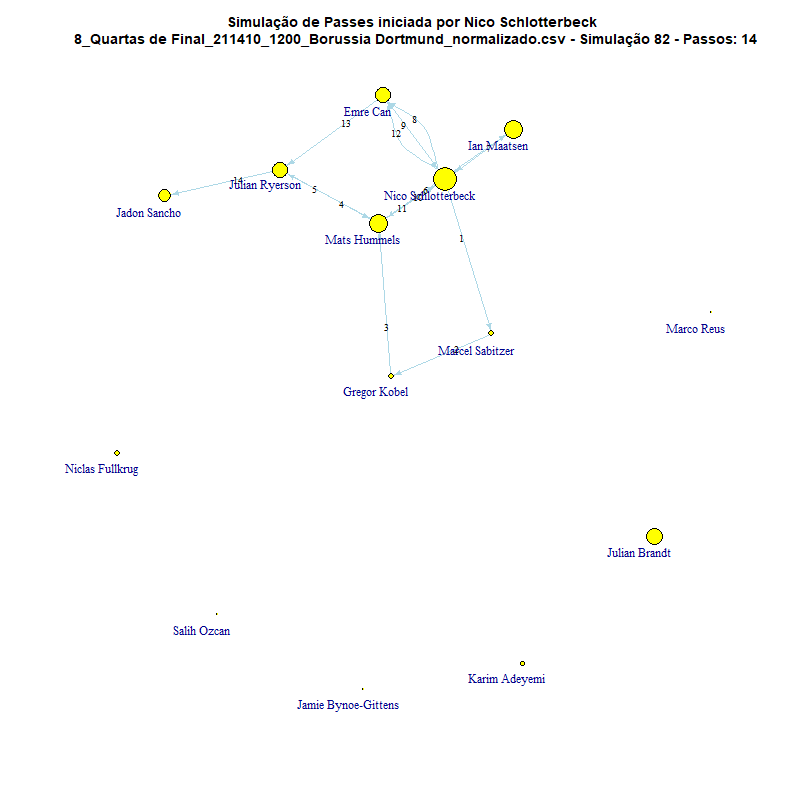 Simulação de Passes iniciada por Nico Schlotterbeck
8_Quartas de Final_211410_1200_Borussia Dortmund_normalizado.csv - Simulação 82 - Passos: 14
Emre Can
8
9
12
13
Ian Maatsen
14
Julian Ryerson
5
Nico Schlotterbeck
Jadon Sancho
4
11
Mats Hummels
1
Marco Reus
3
Marcel Sabitzer
2
Gregor Kobel
Niclas Fullkrug
Julian Brandt
Salih Ozcan
Karim Adeyemi
Jamie Bynoe-Gittens